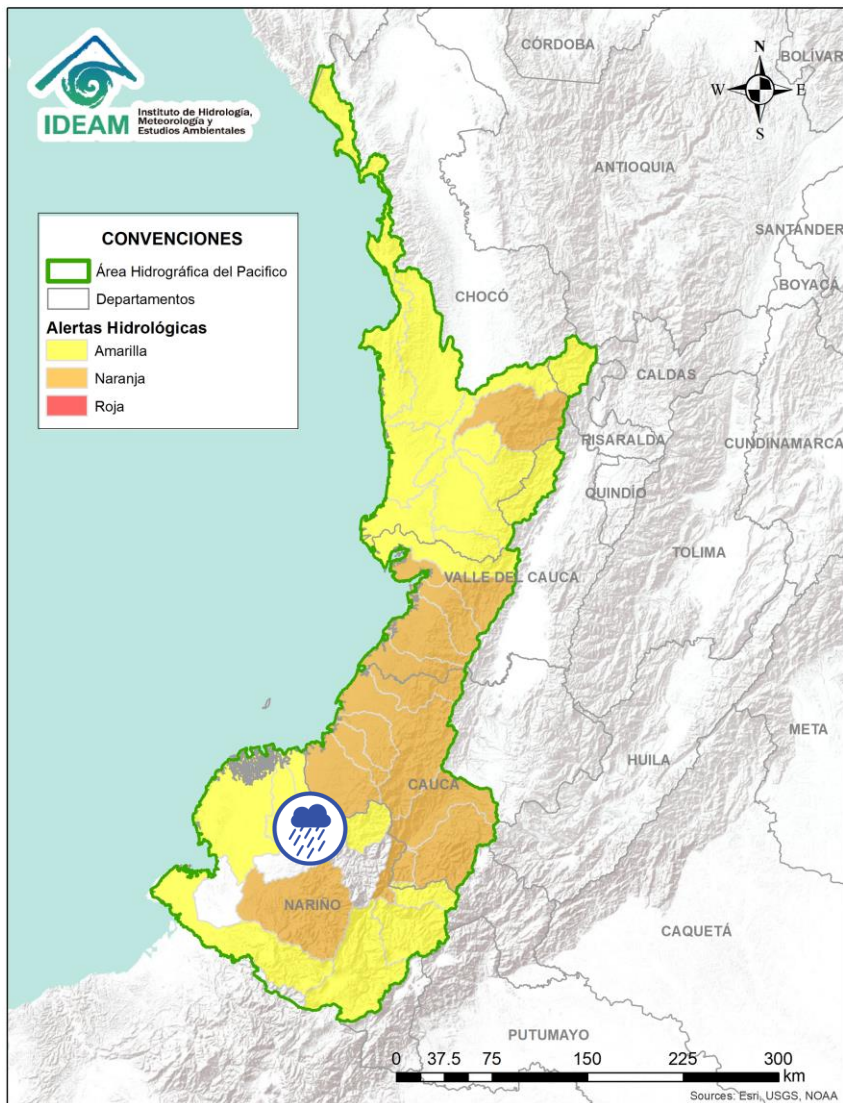 IDEAM
Instituto de Hidrología,
Meteorología y
Estudios Ambientales
CÓRDOBA
BOLÍVAR
N
W
E
S
ANTIOQUIA
SANTANDER
BOYACÁ
CONVENCIONES
Área Hidrográfica del Pacifico
Departamentos
Alertas Hidrológicas
Amarilla
Naranja
Roja
CHOCÓ
CALDAS
RISARALDA
CUNDINAMARCA
QUINDÍO
TOLIMA
VALLE DEL CAUCA
META
HUILA
CAUCA
NARIÑO
CAQUETÁ
PUTUMAYO
0 37.5 75 150 225 300
km
Sources: Esri, USGS, NOAA